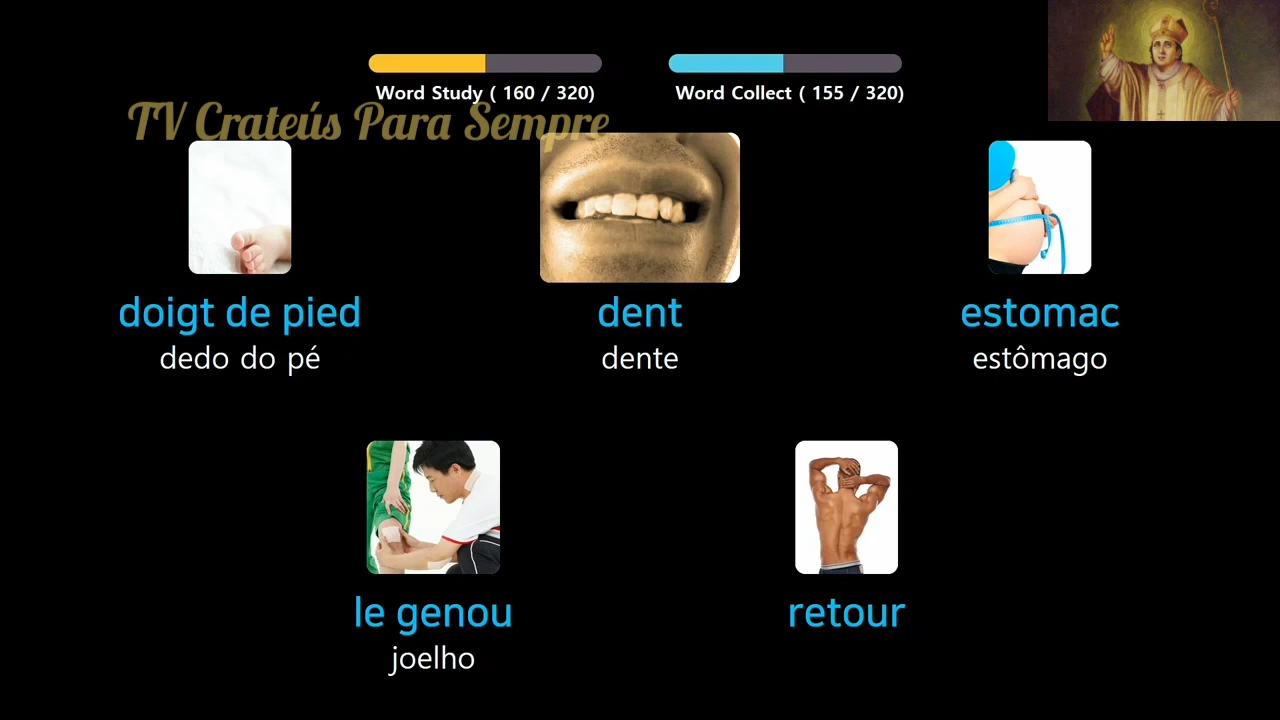 Word Study ( 160 / 320)
Word Collect ( 155 / 320)
TV Crateús Para Sempre
doigt de pied
dedo do pé
dent
dente
estomac
estômago
le genou
joelho
retour